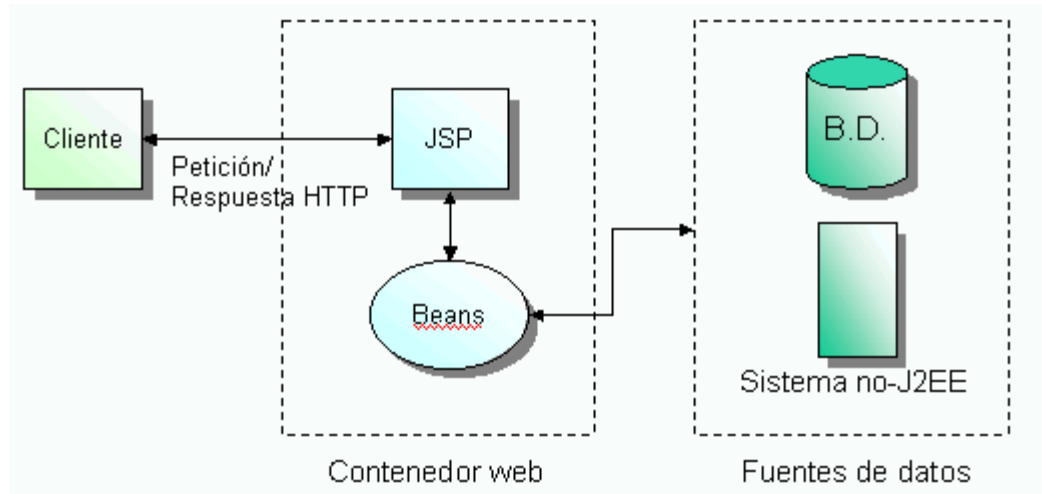 Cliente
Petición/
Respuesta HTTP
JSP
Beans
Contenedor web
B.D.
Sistema no-J2EE
Fuentes de datos